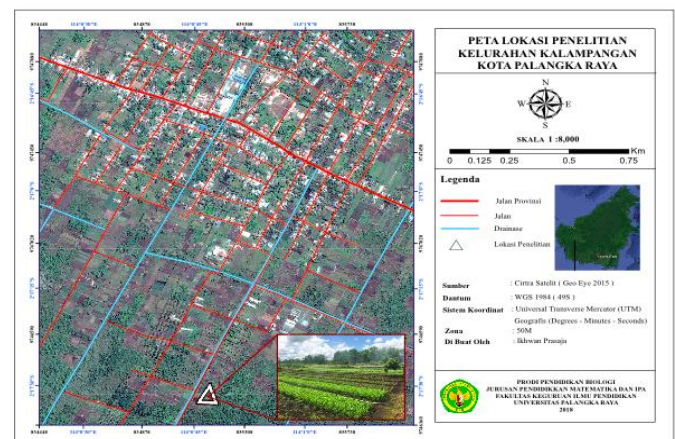 PETA LOKASI PENELITIAN
KELURAHAN KALAMPANGAN
KOTA PALANGKA RAYA
N
W E
S
SKALA 1 :8,000
Km
0 0.125 0.25 0.5 0.75
Legenda
Jalan Provinsi
Jalan
Drainase
Lokasi Penelitian
Sumber : Cirtra Satelit ( Geo Eye 2015 )
Dantum : WGS 1984 ( 49S )
Sistem Koordinat : Universal Transverse Mercator (UTM)
Geografis (Degrees - Minutes - Seconds)
Zona : 50M
Di Buat Oleh : Ikhwan Prasaja
PRODI PENDIDIKAN BIOLOGI
JURUSAN PENDIDIKKAN MATEMATIKA DAN IPA
FAKULTAS KEGURUAN ILMU PENDIDIKAN
UNIVERSITAS PALANGKA RAYA